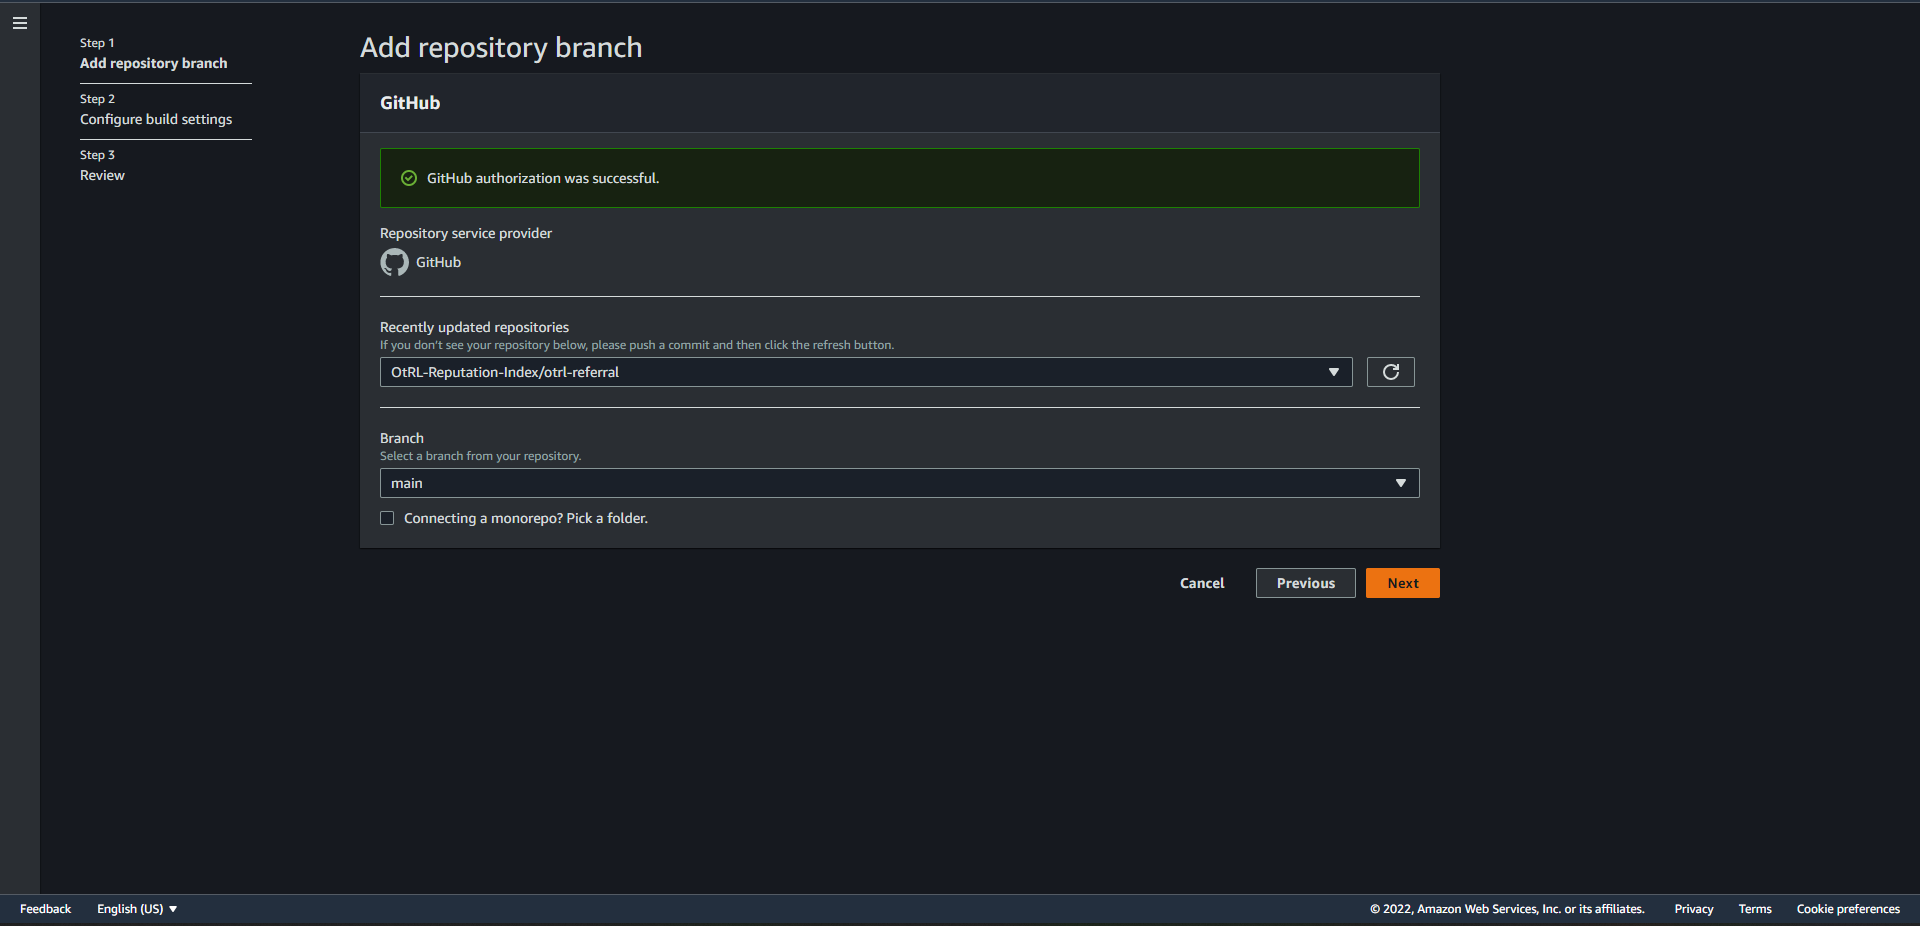 Step 1
Add repository branch
Step 2
Configure build settings
Step 3
Review
Add repository branch
GitHub
GitHub authorization was successful.
Repository service provider
GitHub
Recently updated repositories
If you don't see your repository below, please push a commit and then click the refresh button.
OtRL-Reputation-Index/otrl-referral
Branch
Select a branch from your repository.
main
Connecting a monorepo? Pick a folder.
Cancel Previous Next
Feedback English (US) © 2022, Amazon Web Services, Inc. or its affiliates. Privacy Terms Cookie preferences